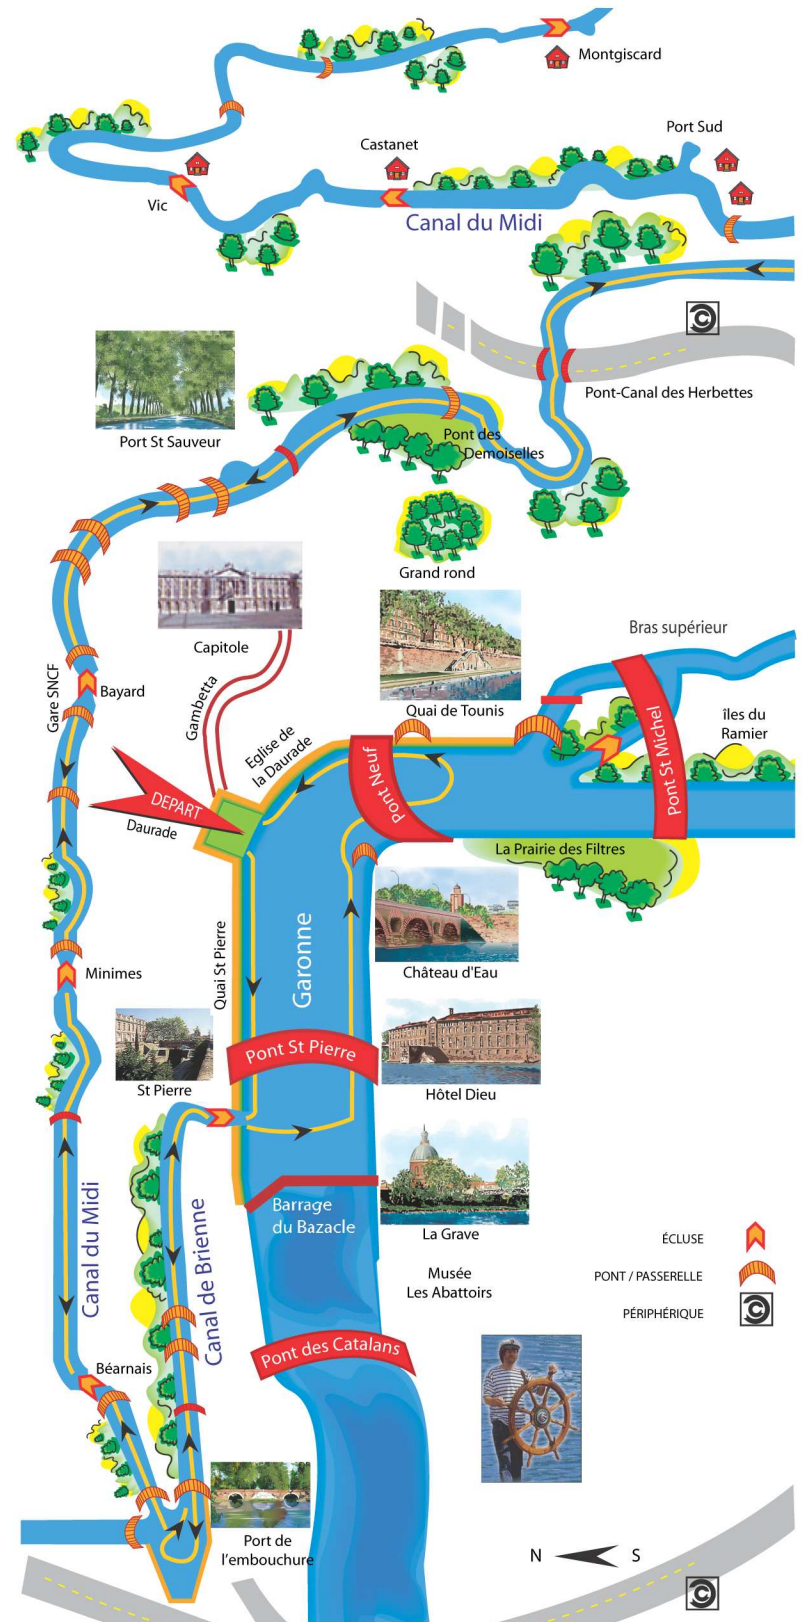 Montgiscard
Port Sud
Castanet
Vic
Canal du Midi
Pont-Canal des Herbettes
Port St Sauveur
Pont des
Demoiselles
Grand rond
Capitole
Gambetta
Gare SNCF
Bayard
Quai de Tounis
Bras supérieur
îles du
Ramier
Eglise de
la Daurade
Pont Neuf
Pont St Michel
DEPART
Daurade
La Prairie des Filtres
Château d'Eau
Quai St Pierre
Garonne
Minimes
St Pierre
Pont St Pierre
Hôtel Dieu
La Grave
Barrage
du Bazacle
Canal du Midi
Canal de Brienne
Musée
Les Abattoirs
ÉCLUSE
PONT / PASSERELLE
PÉRIPHÉRIQUE
Pont des Catalans
Béarnais
Port de
l'embouchure
N S